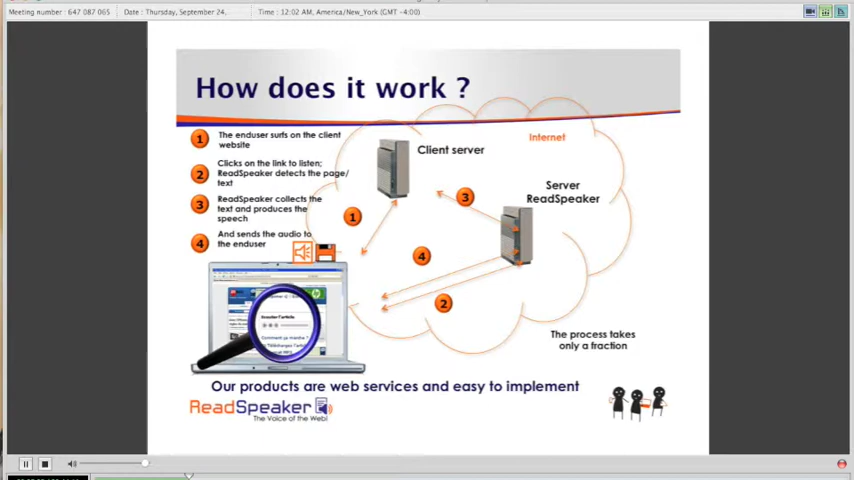 Meeting number: 647 087 065
Date: Thursday, September 24,
Time: 12:02 AM, America/New_York (GMT -4:00)
How does it work ?
1 The enduser surfs on the client
website
2 Clicks on the link to listen;
ReadSpeaker detects the page/
text
3 ReadSpeaker collects the
text and produces the
speech
4 And sends the audio to
the enduser
Internet
Client server
Server
ReadSpeaker
1
3
4
2
The process takes
only a fraction
Our products are web services and easy to implement
ReadSpeaker
The Voice of the Web!